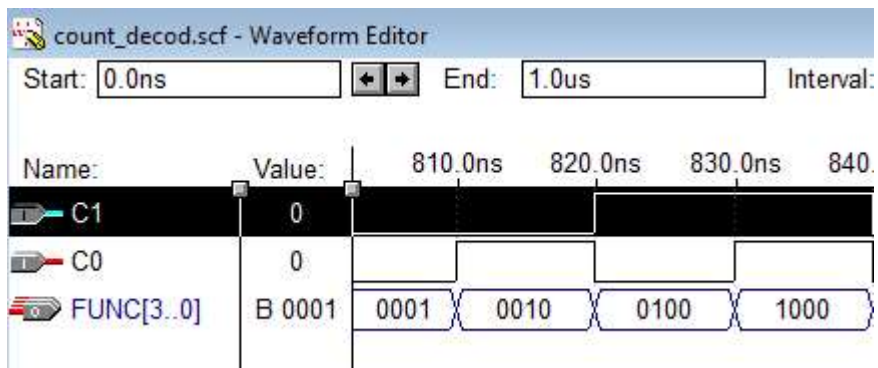 count_decod.scf - Waveform Editor
Start: 0.0ns End: 1.0us Interval:
Name: Value: 810.0ns 820.0ns 830.0ns 840.
C1 0
C0 0
FUNC[3..0] B 0001 0001 0010 0100 1000